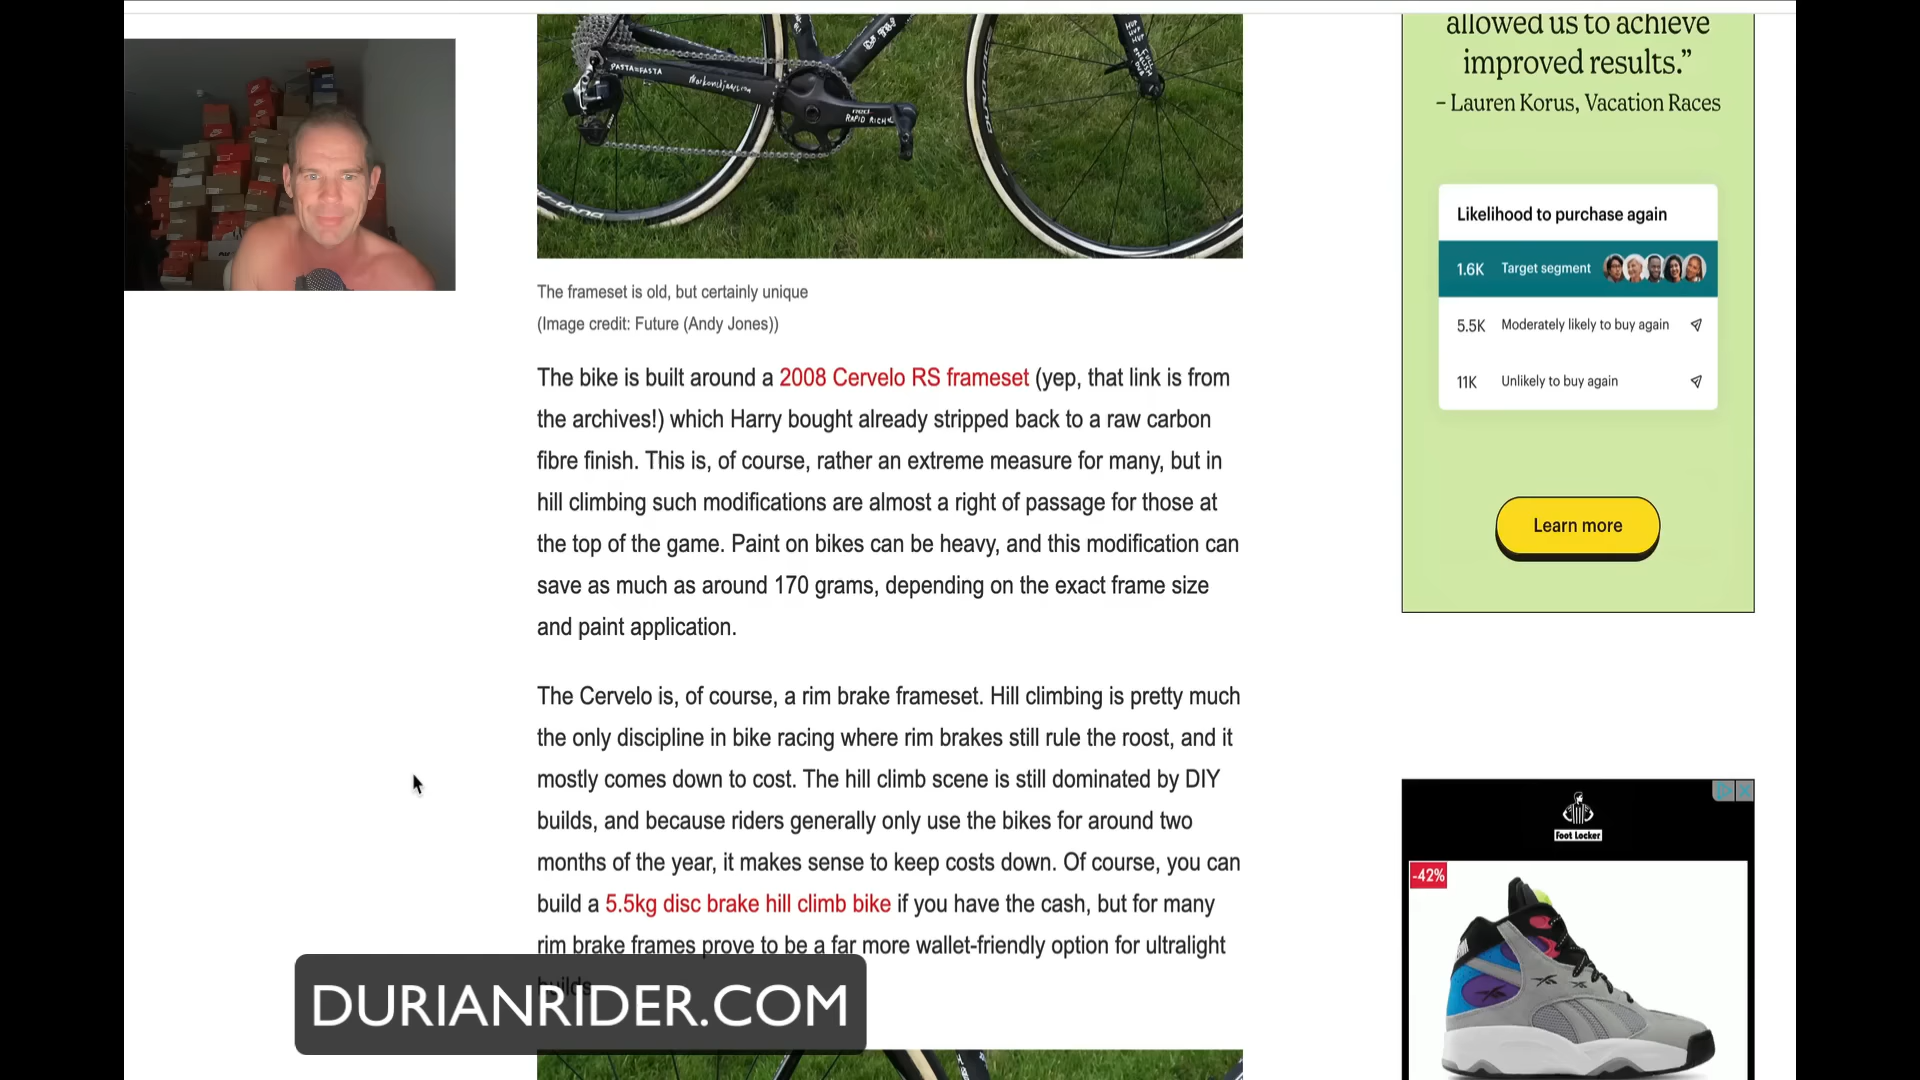 PASTA=FASTA
RAPID RICH
The frameset is old, but certainly unique
(Image credit: Future (Andy Jones))
The bike is built around a 2008 Cervelo RS frameset (yep, that link is from
the archives!) which Harry bought already stripped back to a raw carbon
fibre finish. This is, of course, rather an extreme measure for many, but in
hill climbing such modifications are almost a right of passage for those at
the top of the game. Paint on bikes can be heavy, and this modification can
save as much as around 170 grams, depending on the exact frame size
and paint application.
The Cervelo is, of course, a rim brake frameset. Hill climbing is pretty much
the only discipline in bike racing where rim brakes still rule the roost, and it
mostly comes down to cost. The hill climb scene is still dominated by DIY
builds, and because riders generally only use the bikes for around two
months of the year, it makes sense to keep costs down. Of course, you can
build a 5.5kg disc brake hill climb bike if you have the cash, but for many
rim brake frames prove to be a far more wallet-friendly option for ultralight
builds
DURIANRIDER.COM
allowed us to achieve
improved results.”
– Lauren Korus, Vacation Races
Likelihood to purchase again
1.6K Target segment
5.5K Moderately likely to buy again
11K Unlikely to buy again
Learn more
Foot Locker
-42%